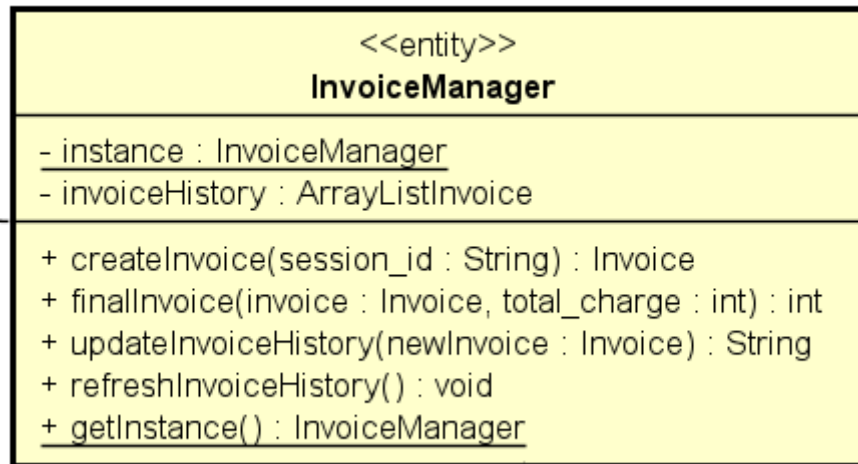 <<entity>>
InvoiceManager
- instance : InvoiceManager
- invoiceHistory : ArrayListInvoice
+ createInvoice(session_id : String) : Invoice
+ finalInvoice(invoice : Invoice, total_charge : int) : int
+ updateInvoiceHistory(newInvoice : Invoice) : String
+ refreshInvoiceHistory() : void
+ getInstance() : InvoiceManager